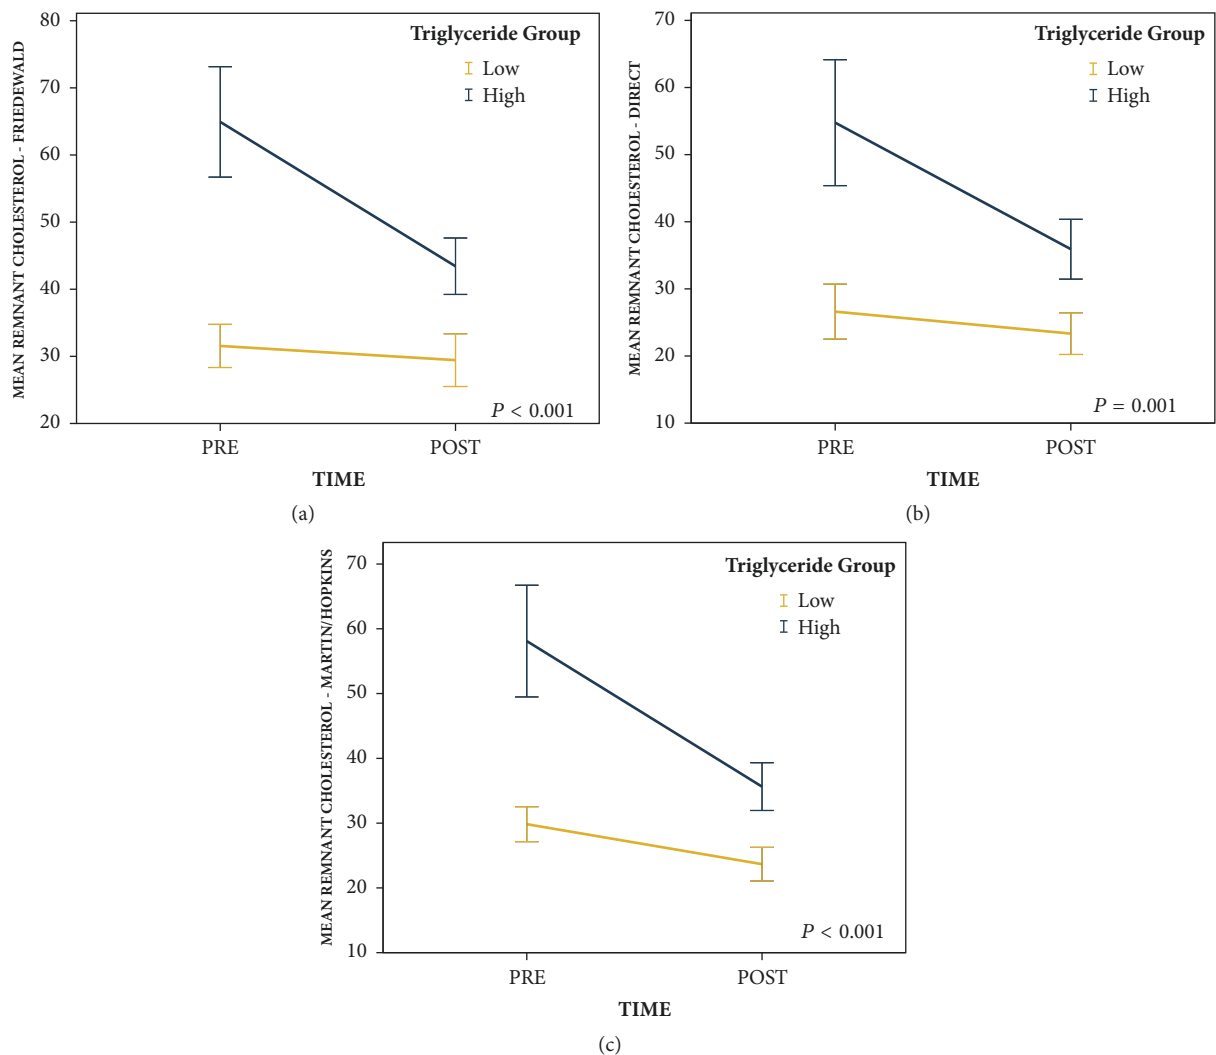 MEAN REMNANT CHOLESTEROL - FRIEDEWALD
80
70
60
50
40
30
20
Triglyceride Group
Low
High
P < 0.001
PRE
POST
TIME
(a)
MEAN REMNANT CHOLESTEROL - DIRECT
70
60
50
40
30
20
10
Triglyceride Group
Low
High
P = 0.001
PRE
POST
TIME
(b)
MEAN REMNANT CHOLESTEROL - MARTIN/HOPKINS
70
60
50
40
30
20
10
Triglyceride Group
Low
High
P < 0.001
PRE
POST
TIME
(c)